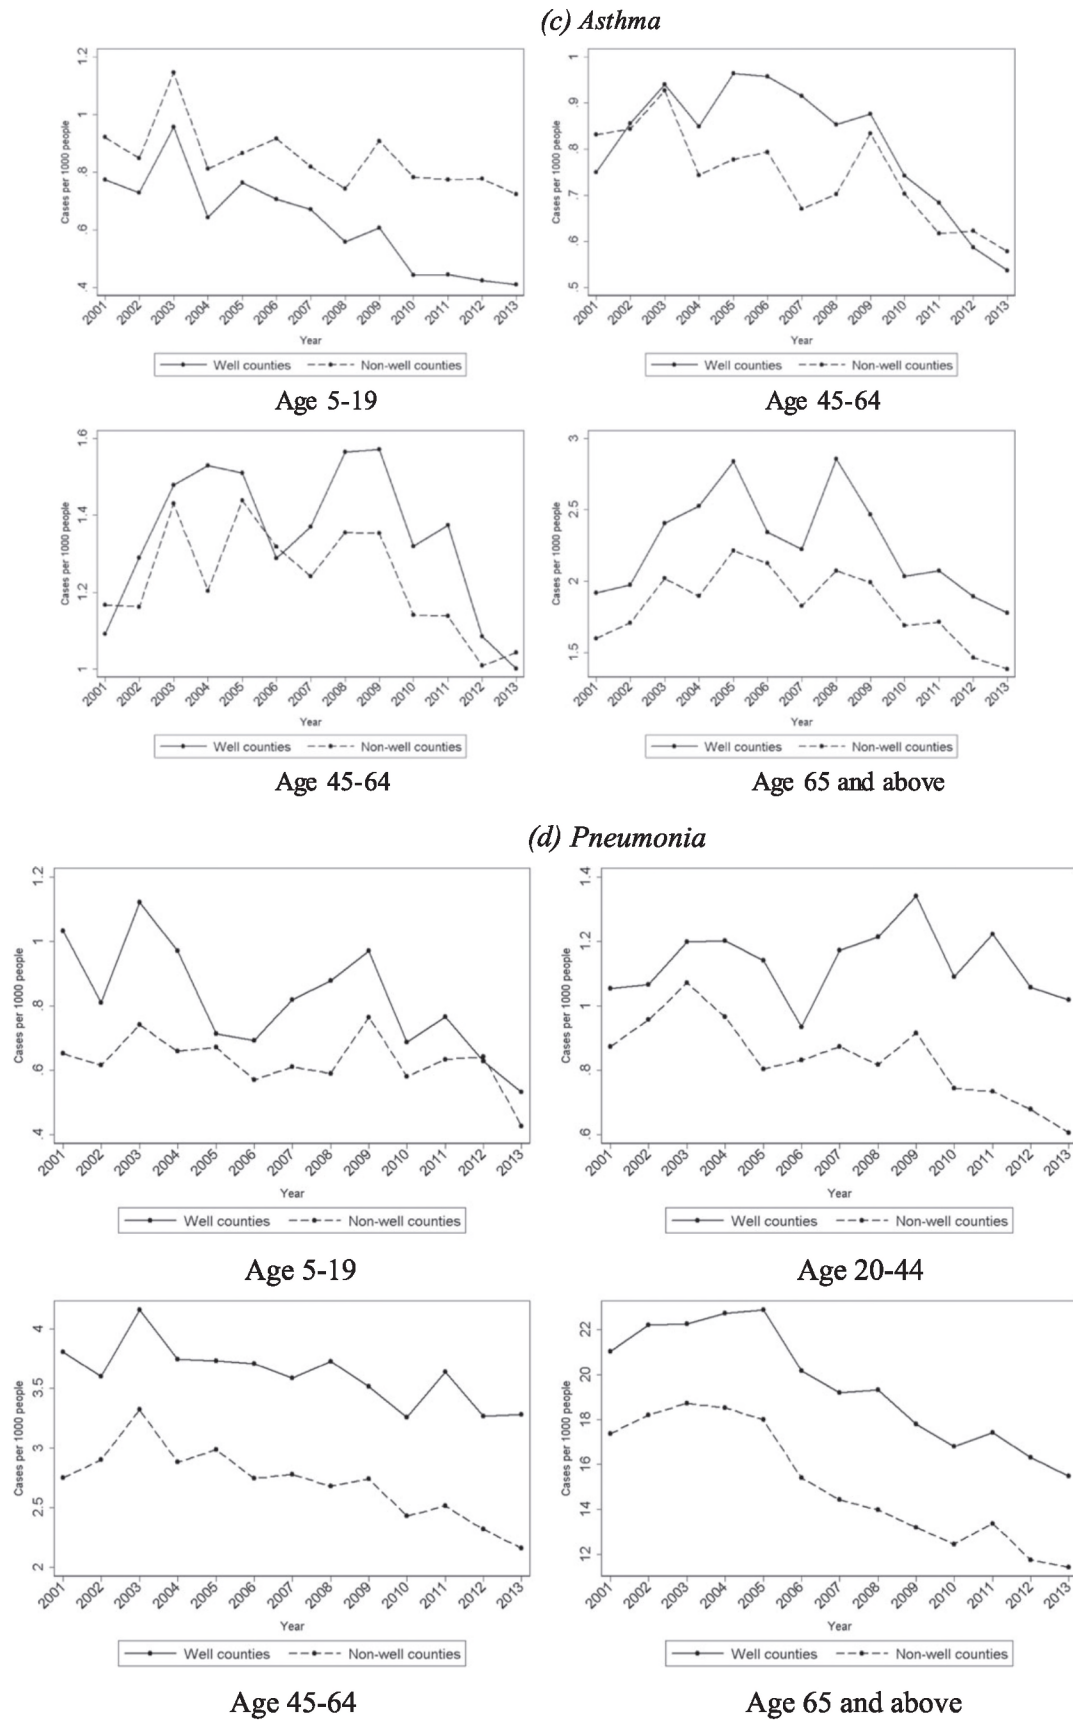 (c) Asthma
Cases per 1000 people
1.2
1
.8
.6
.4
2001 2002 2003 2004 2005 2006 2007 2008 2009 2010 2011 2012 2013
Year
Well counties Non-well counties
Age 5-19
Cases per 1000 people
1
.9
.8
.7
.6
.5
2001 2002 2003 2004 2005 2006 2007 2008 2009 2010 2011 2012 2013
Year
Well counties Non-well counties
Age 45-64
Cases per 1000 people
1.6
1.4
1.2
1
2001 2002 2003 2004 2005 2006 2007 2008 2009 2010 2011 2012 2013
Year
Well counties Non-well counties
Age 45-64
Cases per 1000 people
3
2.5
2
1.5
2001 2002 2003 2004 2005 2006 2007 2008 2009 2010 2011 2012 2013
Year
Well counties Non-well counties
Age 65 and above
(d) Pneumonia
Cases per 1000 people
1.2
1
.8
.6
.4
2001 2002 2003 2004 2005 2006 2007 2008 2009 2010 2011 2012 2013
Year
Well counties Non-well counties
Age 5-19
Cases per 1000 people
1.4
1.2
1
.8
.6
2001 2002 2003 2004 2005 2006 2007 2008 2009 2010 2011 2012 2013
Year
Well counties Non-well counties
Age 20-44
Cases per 1000 people
4
3.5
3
2.5
2
2001 2002 2003 2004 2005 2006 2007 2008 2009 2010 2011 2012 2013
Year
Well counties Non-well counties
Age 45-64
Cases per 1000 people
22
20
18
16
14
12
2001 2002 2003 2004 2005 2006 2007 2008 2009 2010 2011 2012 2013
Year
Well counties Non-well counties
Age 65 and above